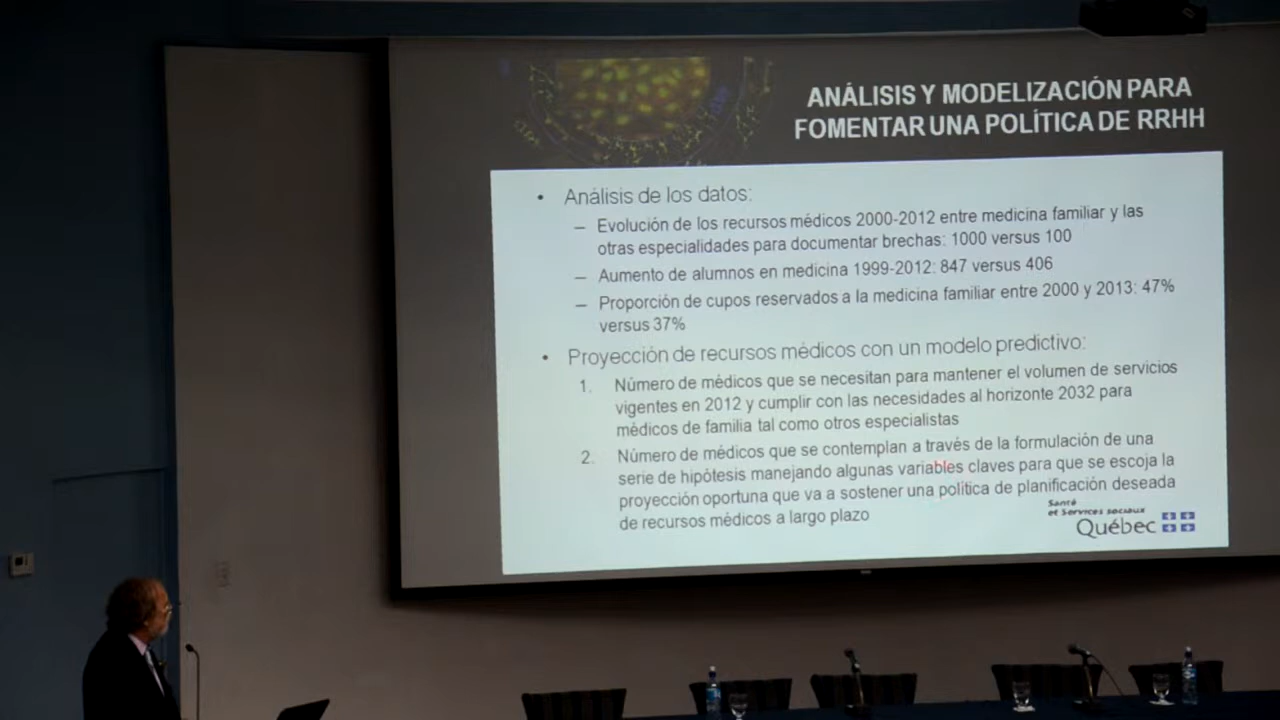 ANÁLISIS Y MODELIZACIÓN PARA
FOMENTAR UNA POLÍTICA DE RRHH
• Análisis de los datos:
– Evolución de los recursos médicos 2000-2012 entre medicina familiar y las
otras especialidades para documentar brechas: 1000 versus 100
– Aumento de alumnos en medicina 1999-2012: 847 versus 406
– Proporción de cupos reservados a la medicina familiar entre 2000 y 2013: 47%
versus 37%
• Proyección de recursos médicos con un modelo predictivo:
1. Número de médicos que se necesitan para mantener el volumen de servicios
vigentes en 2012 y cumplir con las necesidades al horizonte 2032 para
médicos de familia tal como otros especialistas
2. Número de médicos que se contemplan a través de la formulación de una
serie de hipótesis manejando algunas variables claves para que se escoja la
proyección oportuna que va a sostener una política de planificación deseada
de recursos médicos a largo plazo
Santé
et Services sociaux
Québec